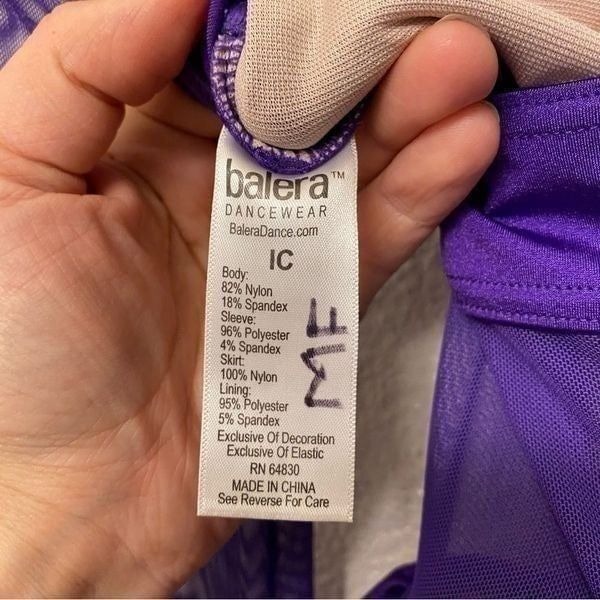 balera™
DANCEWEAR
BaleraDance.com
IC
Body:
82% Nylon
18% Spandex
Sleeve:
96% Polyester
4% Spandex
Skirt:
100% Nylon
Lining:
95% Polyester
5% Spandex
Exclusive Of Decoration
Exclusive Of Elastic
RN 64830
MADE IN CHINA
See Reverse For Care